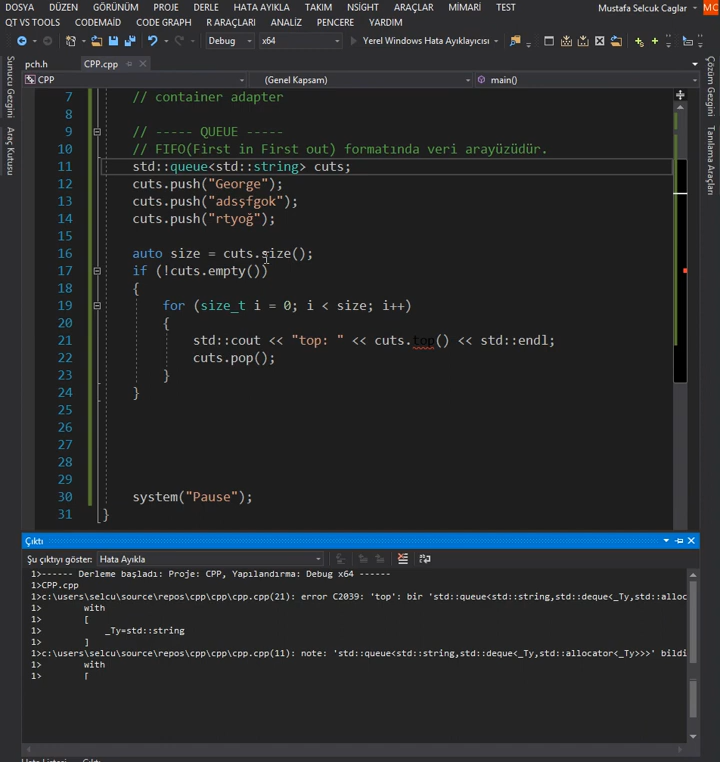 DOSYA DÜZEN GÖRÜNÜM PROJE DERLE HATA AYIKLA TAKIM NSIGHT ARAÇLAR MİMARİ TEST Mustafa Selcuk Caglar MC
QT VS TOOLS CODEMAID CODE GRAPH R ARAÇLARI ANALİZ PENCERE YARDIM
Debug x64 Yerel Windows Hata Ayıklayıcısı
Sunucu Gezgini
Araç Kutusu
pch.h CPP.cpp
CPP (Genel Kapsam) main()
7 // container adapter
8
9 // ----- QUEUE -----
10 // FIFO(First in First out) formatında veri arayüzüdür.
11 std::queue<std::string> cuts;
12 cuts.push("George");
13 cuts.push("adsşfgok");
14 cuts.push("rtyoğ");
15
16 auto size = cuts.size();
17 if (!cuts.empty())
18 {
19 for (size_t i = 0; i < size; i++)
20 {
21 std::cout << "top: " << cuts.top() << std::endl;
22 cuts.pop();
23 }
24 }
25
26
27
28
29
30 system("Pause");
31 }
Çözüm Gezgini
Tanılama Araçları
Çıktı
Şu çıktıyı göster: Hata Ayıkla
1>------ Derleme başladı: Proje: CPP, Yapılandırma: Debug x64 ------
1>CPP.cpp
1>c:\users\selcu\source\repos\cpp\cpp\cpp.cpp(21): error C2039: 'top': bir 'std::queue<std::string,std::deque<_Ty,std::alloc
1> with
1> [
1> _Ty=std::string
1> ]
1>c:\users\selcu\source\repos\cpp\cpp\cpp.cpp(11): note: 'std::queue<std::string,std::deque<_Ty,std::allocator<_Ty>>>' bildi
1> with
1> [
Hata Listesi Çıktı